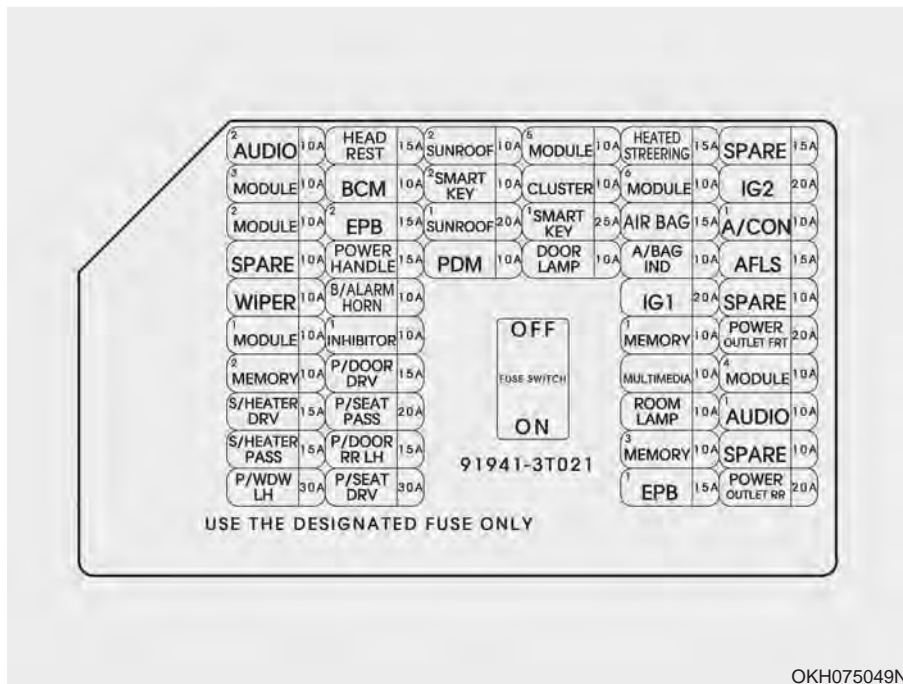 2 AUDIO 10A HEAD REST 15A 2 SUNROOF 10A 5 MODULE 10A HEATED STREERING 15A SPARE 15A
3 MODULE 10A BCM 10A 2 SMART KEY 10A CLUSTER 10A 6 MODULE 10A IG2 20A
2 MODULE 10A 2 EPB 15A 1 SUNROOF 20A 1 SMART KEY 25A AIR BAG 15A 1 A/CON 10A
SPARE 10A POWER HANDLE 15A PDM 10A DOOR LAMP 10A A/BAG IND 10A AFLS 15A
WIPER 10A B/ALARM HORN 10A IG1 20A SPARE 10A
1 MODULE 10A 1 INHIBITOR 10A OFF 1 MEMORY 10A POWER OUTLET FRT 20A
2 MEMORY 10A P/DOOR DRV 15A FUSE SWITCH MULTIMEDIA 10A 4 MODULE 10A
S/HEATER DRV 15A P/SEAT PASS 20A ON ROOM LAMP 10A 1 AUDIO 10A
S/HEATER PASS 15A P/DOOR RR LH 15A 91941-3T021 3 MEMORY 10A SPARE 10A
P/WDW LH 30A P/SEAT DRV 30A 1 EPB 15A POWER OUTLET RR 20A
USE THE DESIGNATED FUSE ONLY
OKH075049N